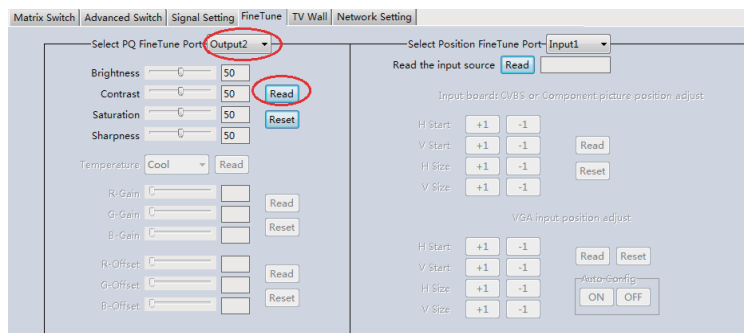 Matrix Switch Advanced Switch Signal Setting FineTune TV Wall Network Setting
Select PQ FineTune Port Output2
Brightness 50
Contrast 50 Read
Saturation 50 Reset
Sharpness 50
Temperature Cool Read
R-Gain
G-Gain Read
B-Gain Reset
R-Offset
G-Offset Read
B-Offset Reset
Select Position FineTune Port Input1
Read the input source Read
Input board: CVBS or Component picture position adjust
H Start +1 -1
V Start +1 -1 Read
H Size +1 -1 Reset
V Size +1 -1
VGA input position adjust
H Start +1 -1 Read Reset
V Start +1 -1
Auto Config
H Size +1 -1 ON OFF
V Size +1 -1